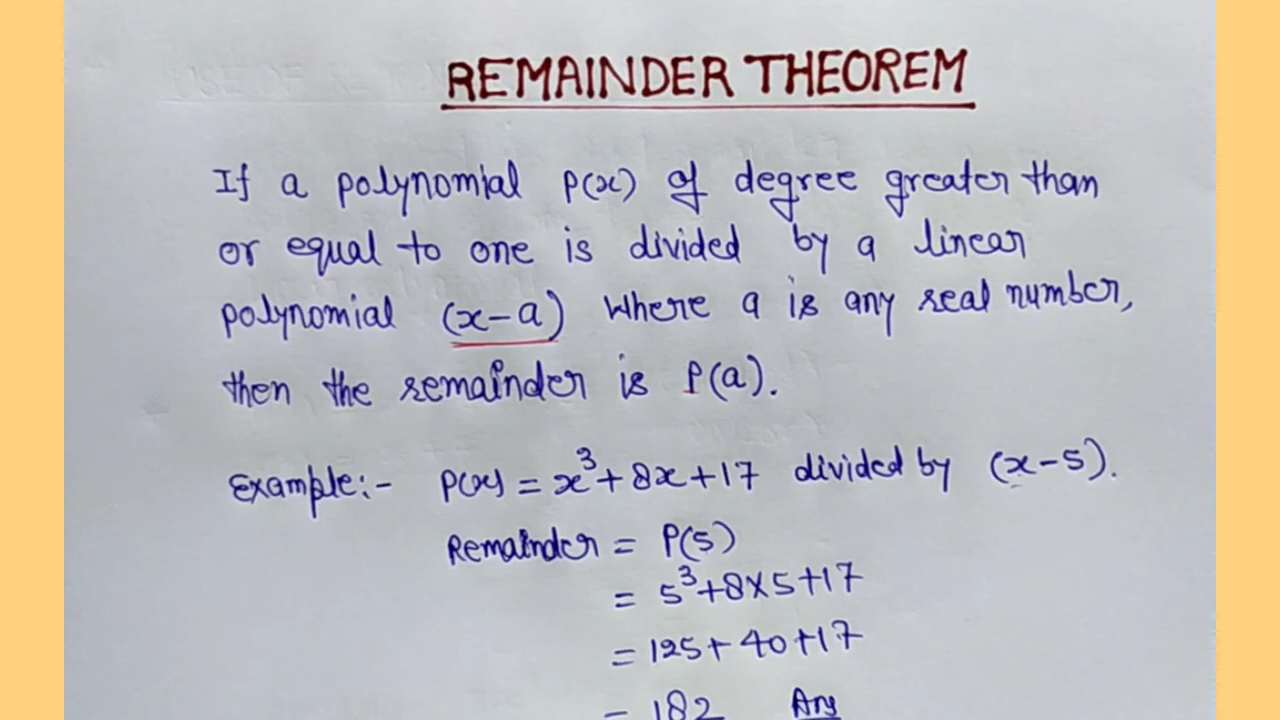 REMAINDER THEOREM
If a polynomial P(x) of degree greater than
or equal to one is divided by a linear
polynomial (x-a) where a is any real number,
then the remainder is P(a).
Example:- P(x) = x³+8x+17 divided by (x-5).
Remainder = P(5)
= 5³+8×5+17
= 125+40+17
= 182 Ans